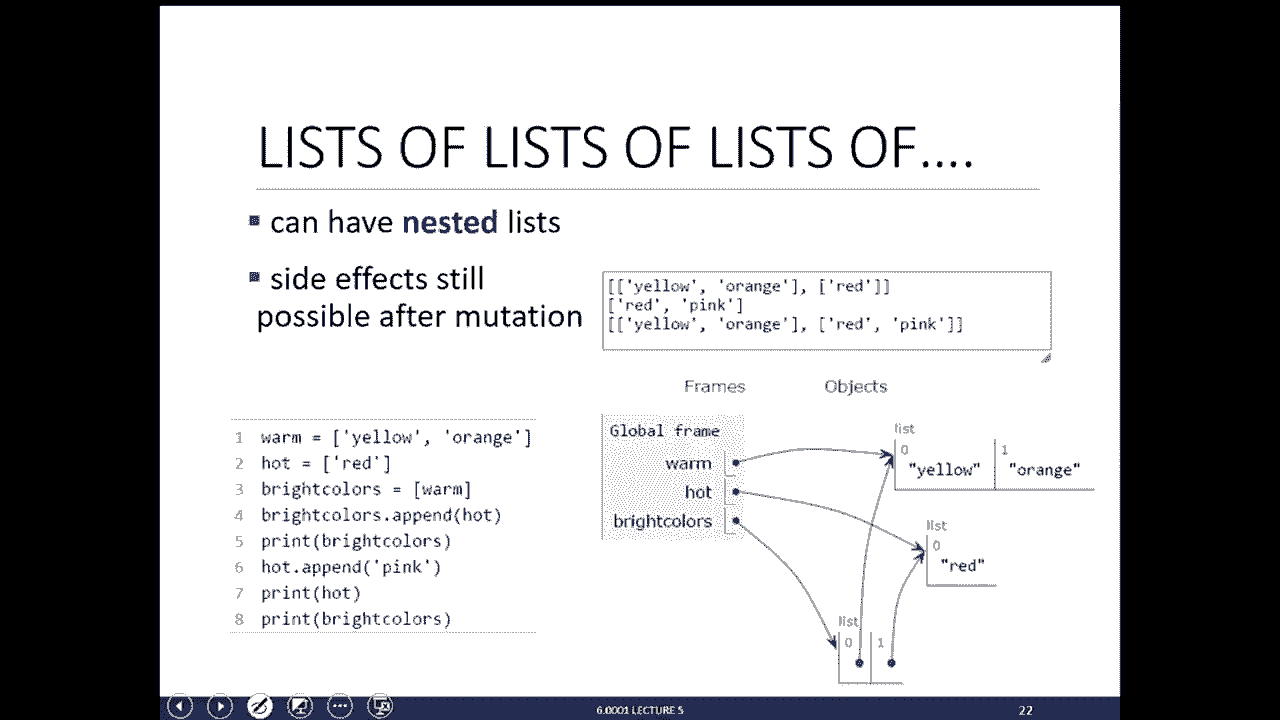 LISTS OF LISTS OF LISTS OF….
▪ can have nested lists
▪ side effects still
possible after mutation
[['yellow', 'orange'], ['red']]
['red', 'pink']
[['yellow', 'orange'], ['red', 'pink']]
1 warm = ['yellow', 'orange']
2 hot = ['red']
3 brightcolors = [warm]
4 brightcolors.append(hot)
5 print(brightcolors)
6 hot.append('pink')
7 print(hot)
8 print(brightcolors)
Frames Objects
Global frame
warm
hot
brightcolors
list
0 1
"yellow" "orange"
list
0
"red"
list
0 1
6.0001 LECTURE 5
22